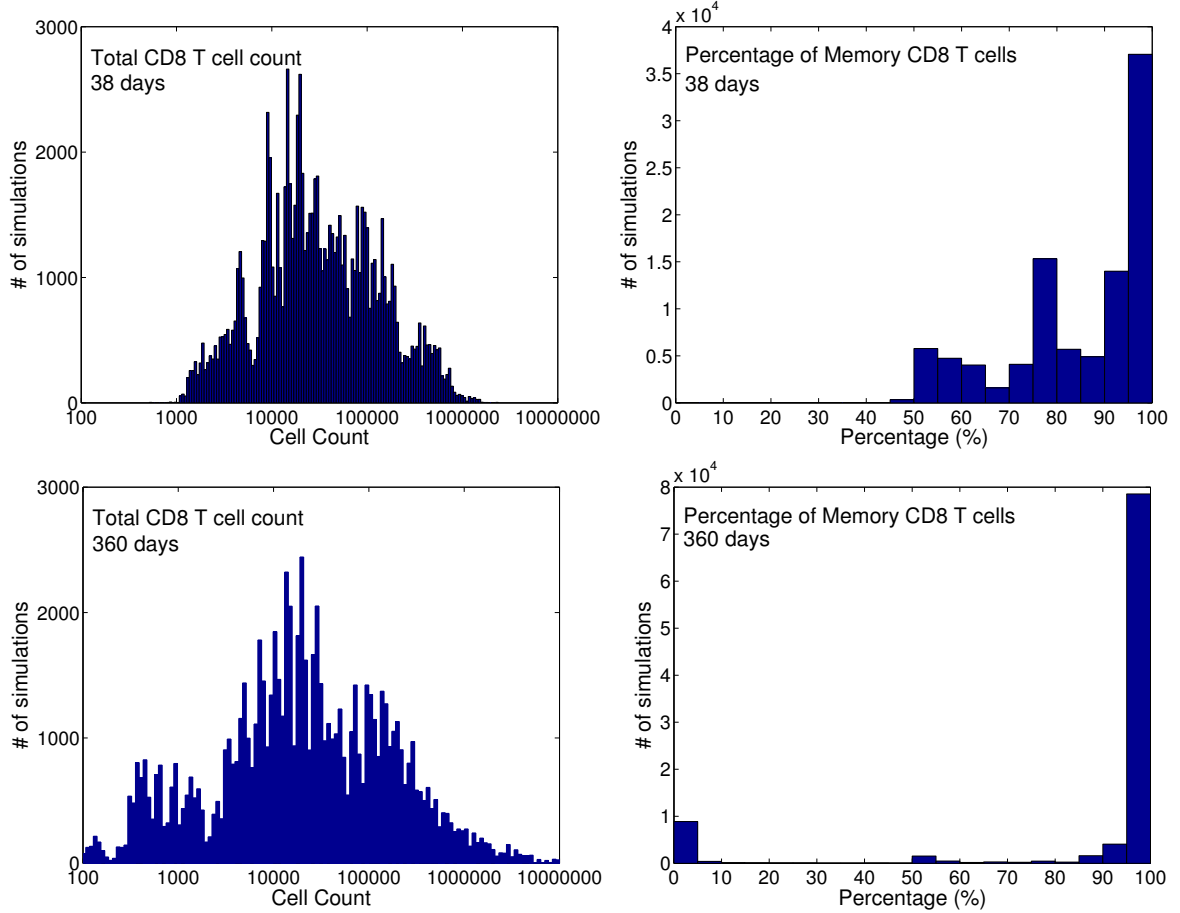 3000
Total CD8 T cell count
38 days
2000
1000
0
# of simulations
100 1000 10000 100000 1000000 10000000
Cell Count
x 10^4
4
Percentage of Memory CD8 T cells
38 days
3.5
3
2.5
2
1.5
1
0.5
0
# of simulations
0 10 20 30 40 50 60 70 80 90 100
Percentage (%)
3000
Total CD8 T cell count
360 days
2000
1000
0
# of simulations
100 1000 10000 100000 1000000 10000000
Cell Count
x 10^4
8
Percentage of Memory CD8 T cells
360 days
7
6
5
4
3
2
1
0
# of simulations
0 10 20 30 40 50 60 70 80 90 100
Percentage (%)